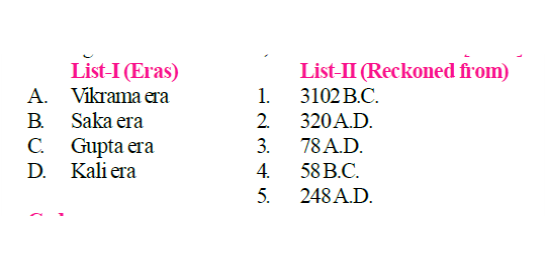 List-I (Eras) List-II (Reckoned from)
A. Vikrama era 1. 3102 B.C.
B. Saka era 2. 320 A.D.
C. Gupta era 3. 78 A.D.
D. Kali era 4. 58 B.C.
5. 248 A.D.